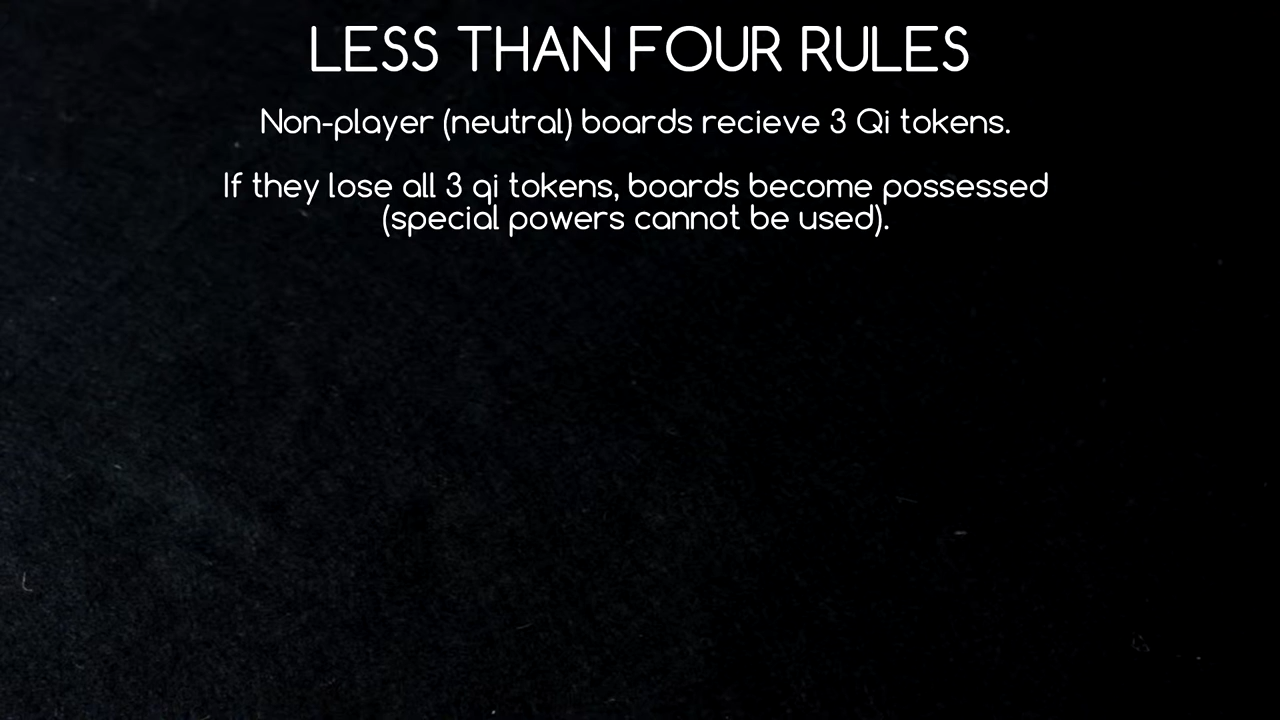 LESS THAN FOUR RULES
Non-player (neutral) boards recieve 3 Qi tokens.
If they lose all 3 qi tokens, boards become possessed
(special powers cannot be used).